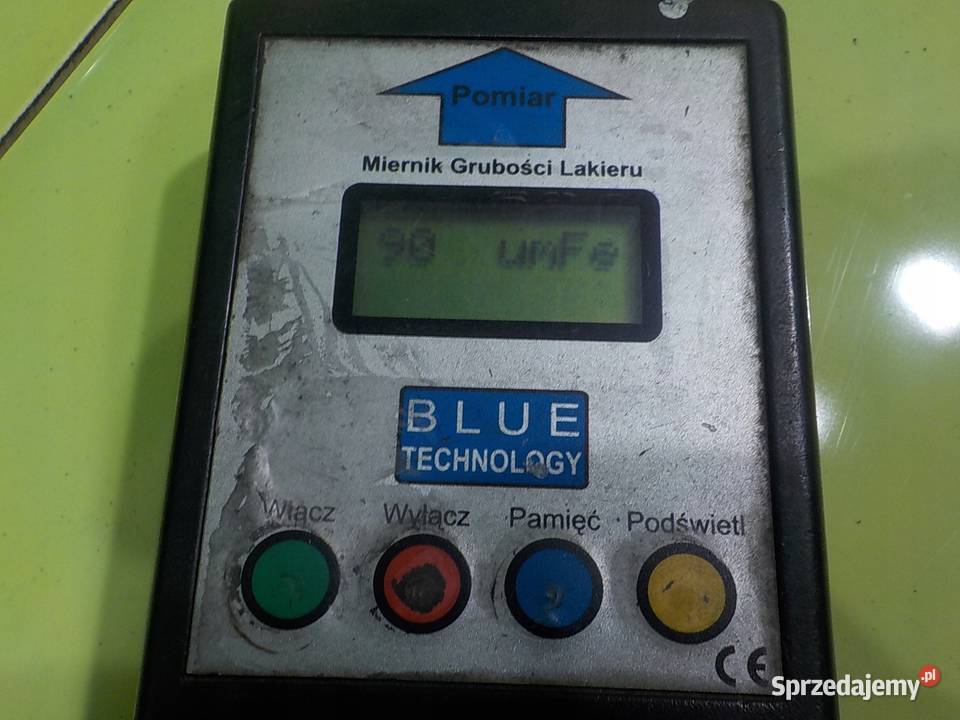 Pomiar
Miernik Grubości Lakieru
90 umFe
BLUE
TECHNOLOGY
Włącz Wyłącz Pamięć Podświetl
CE
Sprzedajemy.pl